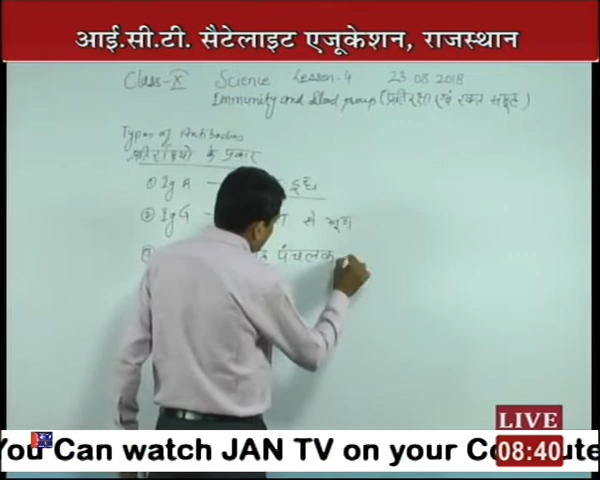 आई.सी.टी. सैटेलाइट एजूकेशन, राजस्थान
Class-X Science Lesson-4 23 08 2018
Immunity and Blood group (प्रतिरक्षा एवं रक्त समूह)
Types of Antibodies
प्रतिरक्षियों के प्रकार
① IgA –
② IgG – से भ्रूण
पंचलक
LIVE
You Can watch JAN TV on your
08:40